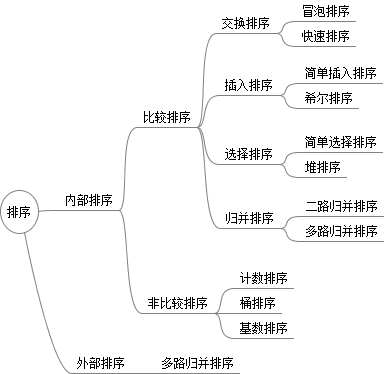 排序
内部排序
比较排序
交换排序
冒泡排序
快速排序
插入排序
简单插入排序
希尔排序
选择排序
简单选择排序
堆排序
归并排序
二路归并排序
多路归并排序
非比较排序
计数排序
桶排序
基数排序
外部排序
多路归并排序